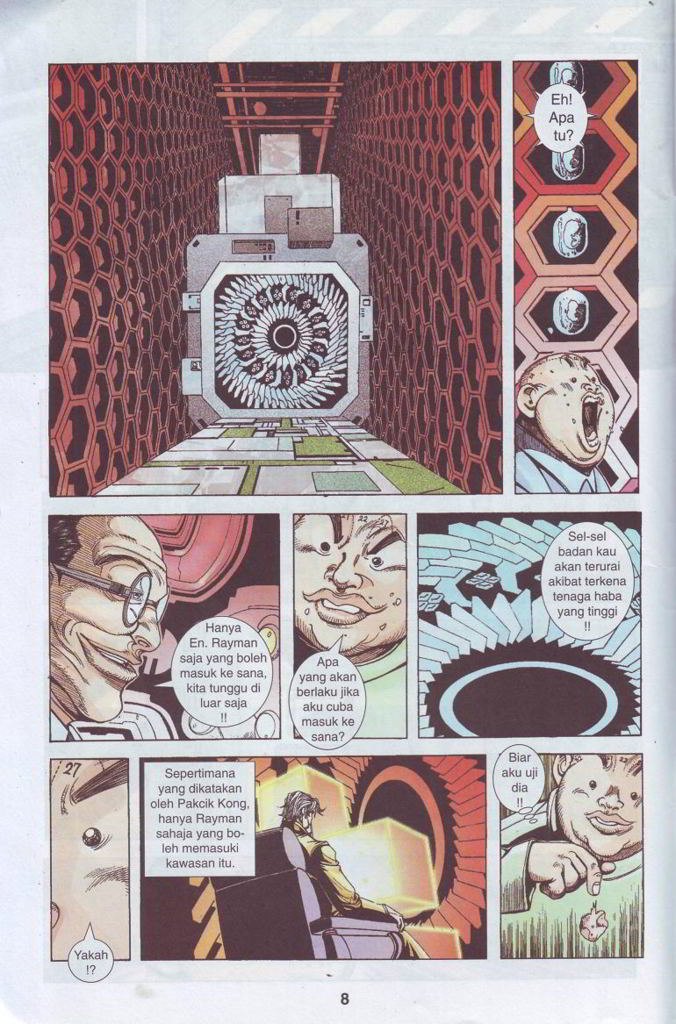 Eh!
Apa
tu?
Hanya
En. Rayman
saja yang boleh
masuk ke sana,
kita tunggu di
luar saja
!!
22 27
Apa
yang akan
berlaku jika
aku cuba
masuk ke
sana?
Sel-sel
badan kau
akan terurai
akibat terkena
tenaga haba
yang tinggi
!!
27
Yakah
!?
Sepertimana
yang dikatakan
oleh Pakcik Kong,
hanya Rayman
sahaja yang bo-
leh memasuki
kawasan itu.
Biar
aku uji
dia
!!
8